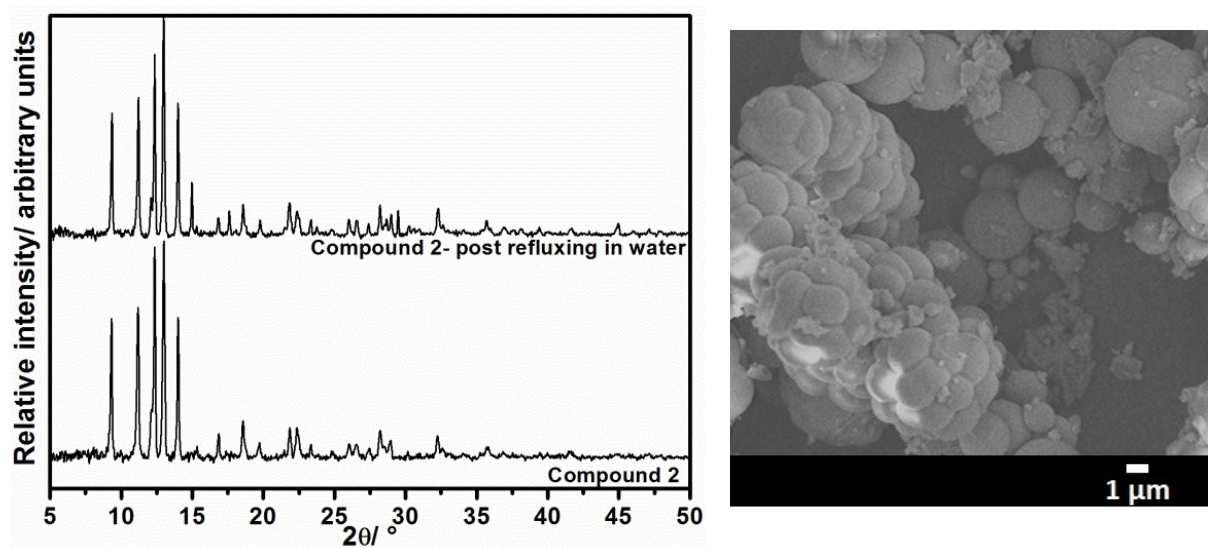 Relative intensity/ arbitrary units
Compound 2- post refluxing in water
Compound 2
5 10 15 20 25 30 35 40 45 50
2θ/ °
1 µm